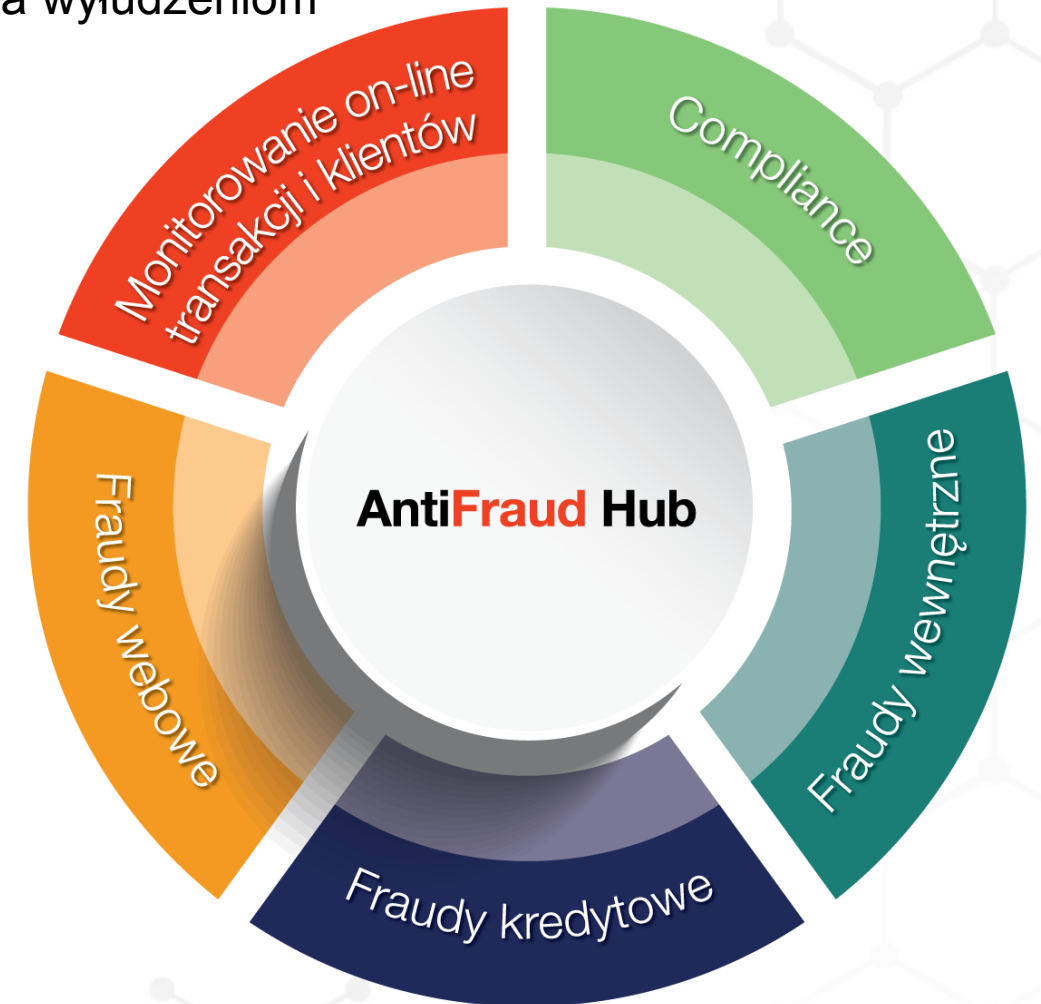 a wyłudzeniom
Monitorowanie on-line
transakcji i klientów
Compliance
Fraudy webowe
AntiFraud Hub
Fraudy wewnętrzne
Fraudy kredytowe